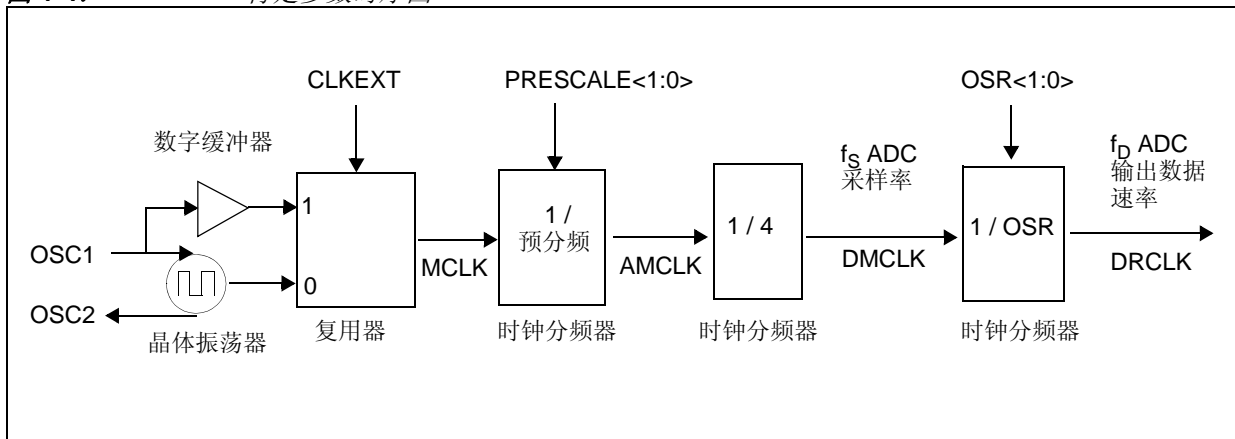 CLKEXT
PRESCALE<1:0>
OSR<1:0>
数字缓冲器
fS ADC
采样率
fD ADC
输出数据
速率
1
1 /
预分频
1 / 4
1 / OSR
OSC1
MCLK
AMCLK
DMCLK
DRCLK
0
OSC2
晶体振荡器
复用器
时钟分频器
时钟分频器
时钟分频器